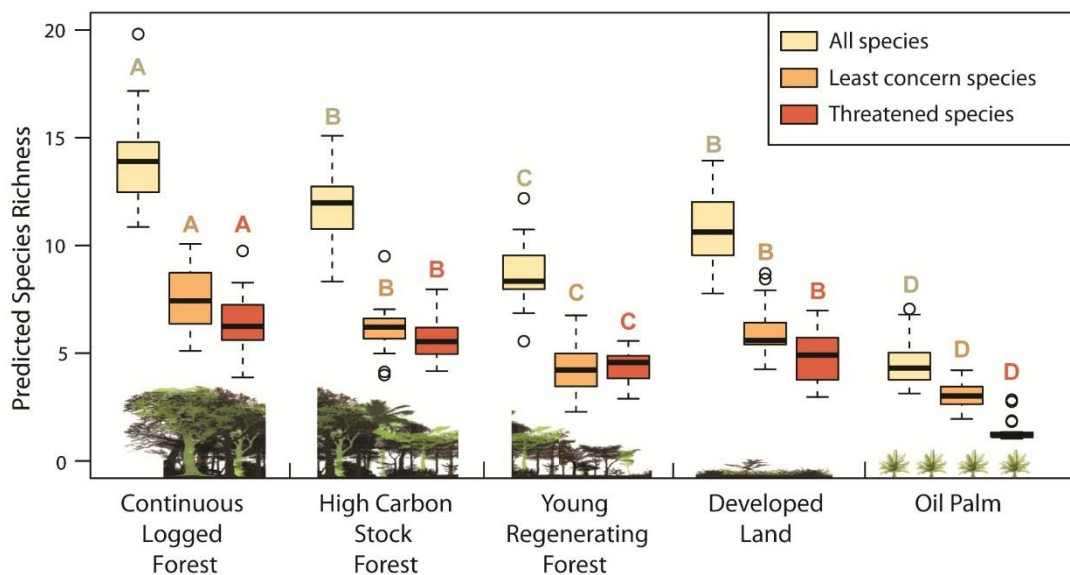 Predicted Species Richness
20
15
10
5
0
All species
Least concern species
Threatened species
A
A
A
B
B
B
C
C
C
B
B
B
D
D
D
Continuous
Logged
Forest
High Carbon
Stock
Forest
Young
Regenerating
Forest
Developed
Land
Oil Palm